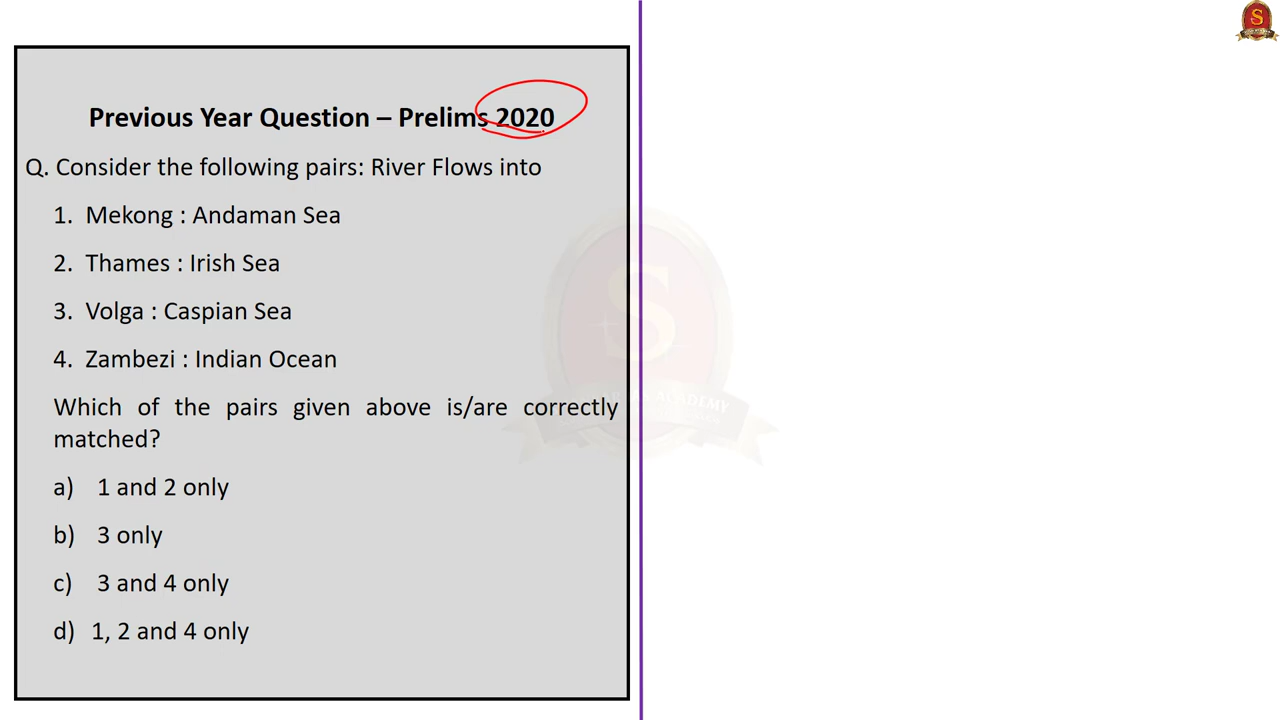 S
Previous Year Question – Prelims 2020
Q. Consider the following pairs: River Flows into
1. Mekong : Andaman Sea
2. Thames : Irish Sea
3. Volga : Caspian Sea
4. Zambezi : Indian Ocean
Which of the pairs given above is/are correctly
matched?
a) 1 and 2 only
b) 3 only
c) 3 and 4 only
d) 1, 2 and 4 only
S
ACADEMY